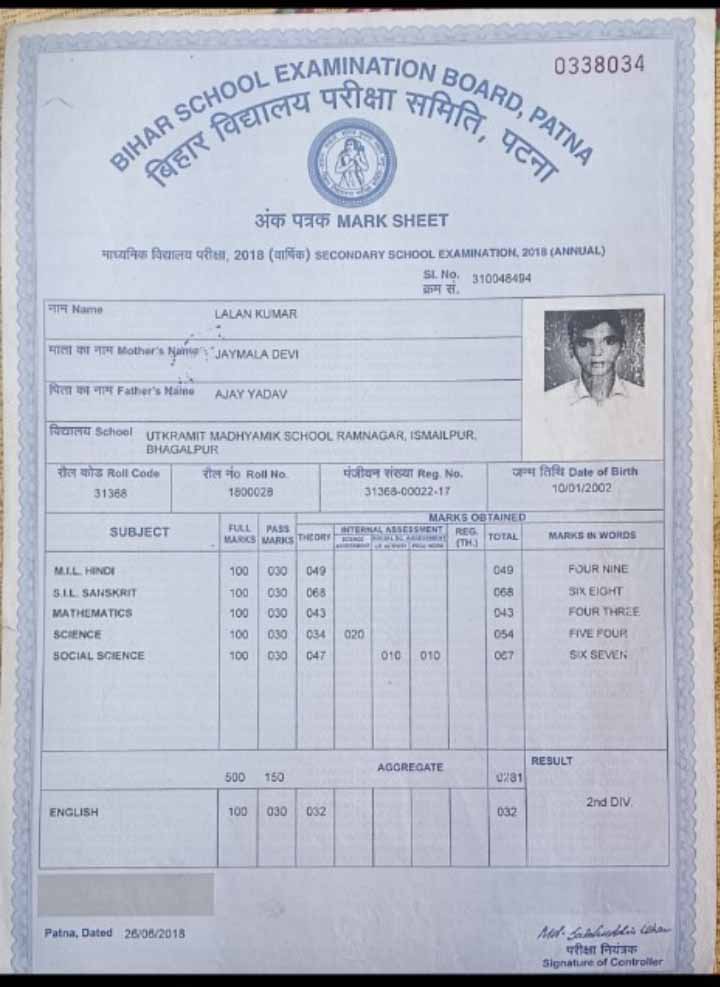 0338034
BIHAR SCHOOL EXAMINATION BOARD, PATNA
बिहार विद्यालय परीक्षा समिति, पटना
अंक पत्रक MARK SHEET
माध्यमिक विद्यालय परीक्षा, 2018 (वार्षिक) SECONDARY SCHOOL EXAMINATION, 2018 (ANNUAL)
SI. No. 310048494
क्रम सं.
नाम Name LALAN KUMAR
माता का नाम Mother's Name JAYMALA DEVI
पिता का नाम Father's Name AJAY YADAV
विद्यालय School UTKRAMIT MADHYAMIK SCHOOL RAMNAGAR, ISMAILPUR,
BHAGALPUR
रौल कोड Roll Code रौल नं० Roll No. पंजीयन संख्या Reg. No. जन्म तिथि Date of Birth
31368 1800028 31368-00022-17 10/01/2002
MARKS OBTAINED
SUBJECT FULL MARKS PASS MARKS THEORY INTERNAL ASSESSMENT REG. (TH.) TOTAL MARKS IN WORDS
M.I.L. HINDI 100 030 049 049 FOUR NINE
S.I.L. SANSKRIT 100 030 068 068 SIX EIGHT
MATHEMATICS 100 030 043 043 FOUR THREE
SCIENCE 100 030 034 020 054 FIVE FOUR
SOCIAL SCIENCE 100 030 047 010 010 067 SIX SEVEN
AGGREGATE RESULT
500 150 0281
ENGLISH 100 030 032 032 2nd DIV.
Patna, Dated 26/06/2018
परीक्षा नियंत्रक
Signature of Controller